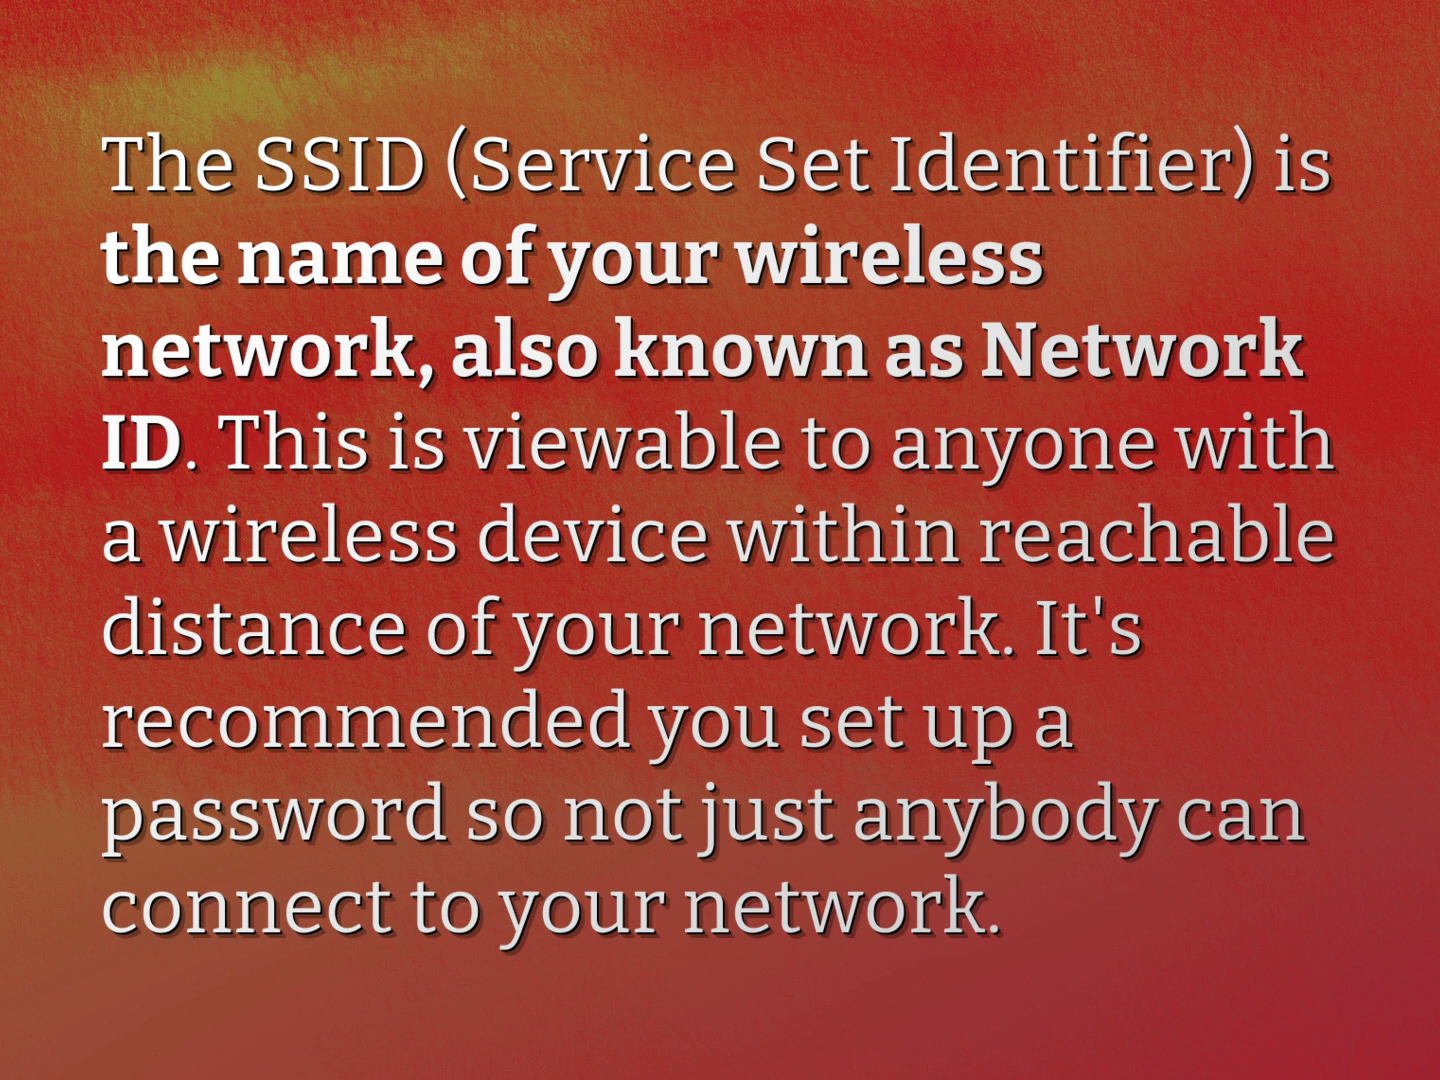 The SSID (Service Set Identifier) is
the name of your wireless
network, also known as Network
ID. This is viewable to anyone with
a wireless device within reachable
distance of your network. It's
recommended you set up a
password so not just anybody can
connect to your network.